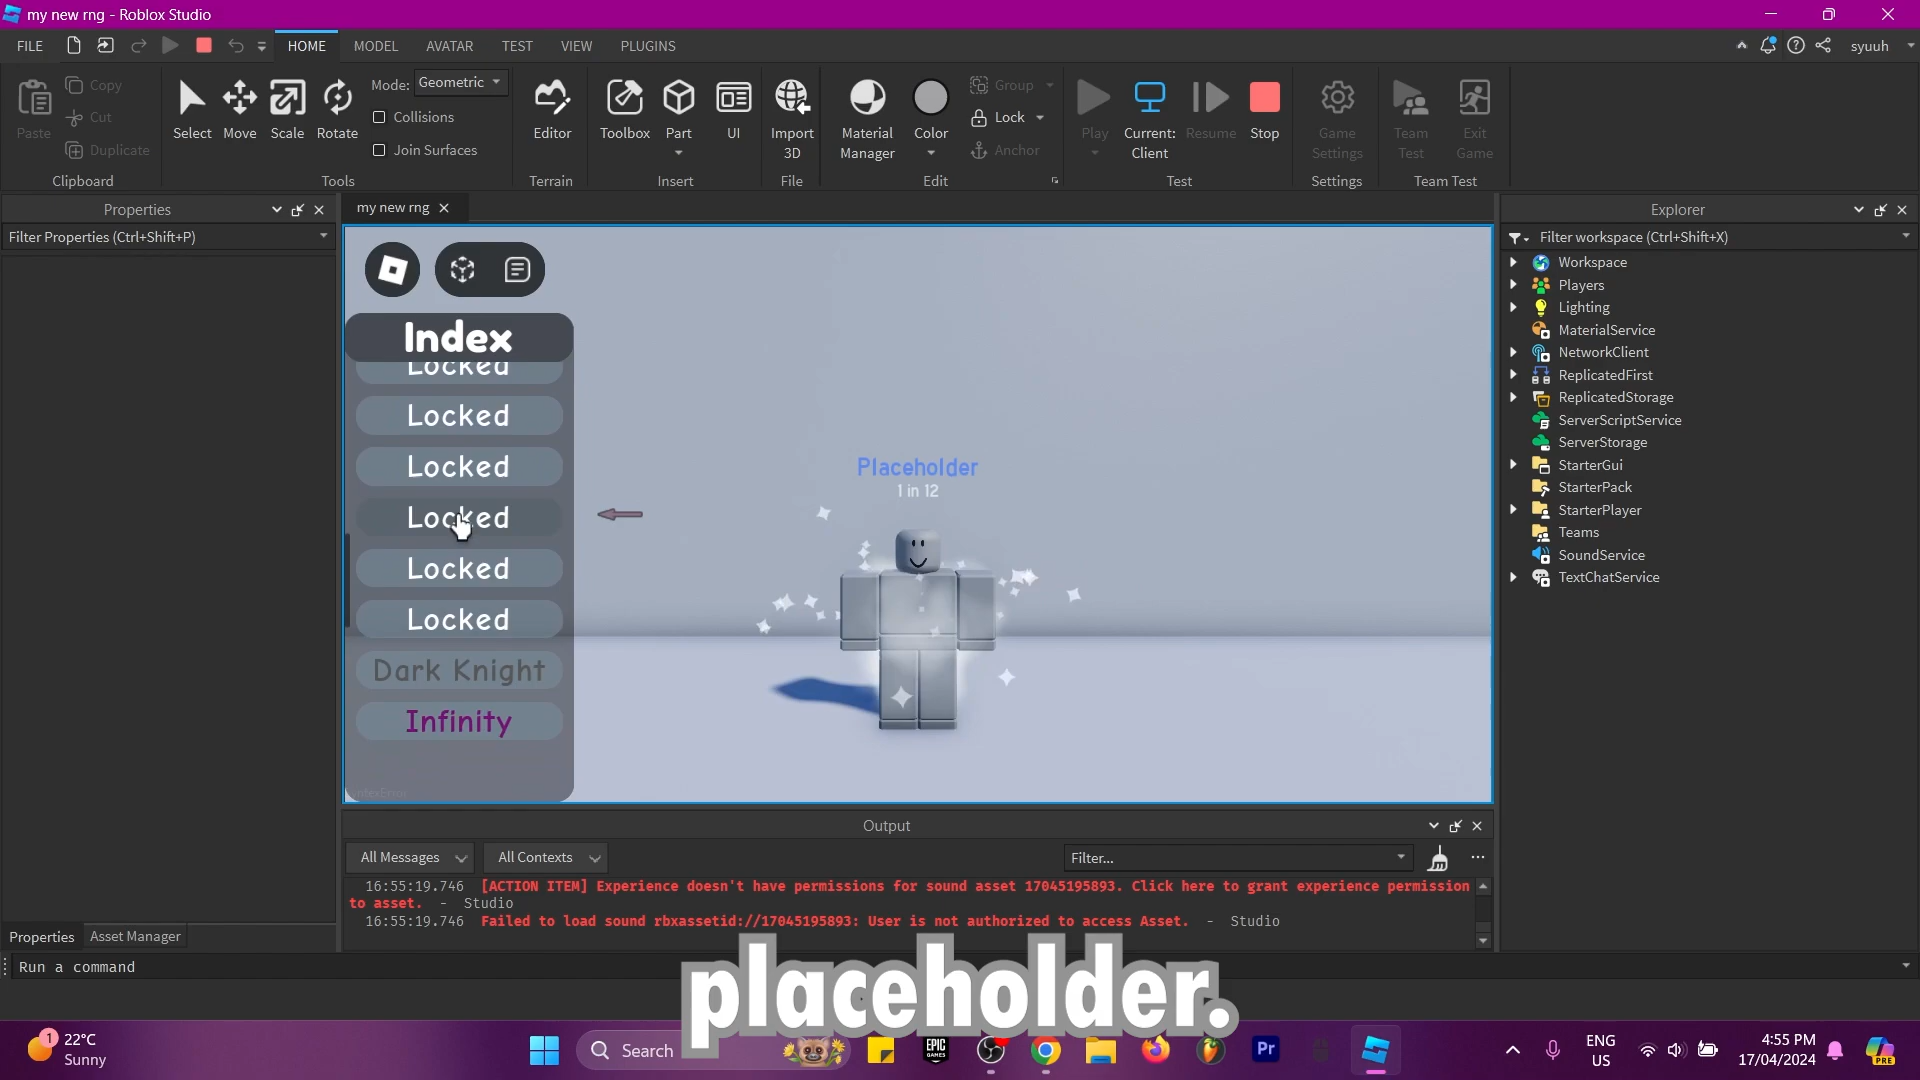 my new rng - Roblox Studio
FILE HOME MODEL AVATAR TEST VIEW PLUGINS syuuh
Paste Copy Cut Duplicate
Clipboard
Select Move Scale Rotate
Mode: Geometric
Collisions
Join Surfaces
Tools
Editor
Terrain
Toolbox Part UI
Insert
Import
3D
File
Material
Manager
Color
Group
Lock
Anchor
Edit
Play
Current:
Client
Resume
Stop
Test
Game
Settings
Settings
Team
Test
Exit
Game
Team Test
Properties
Filter Properties (Ctrl+Shift+P)
my new rng
Index
Locked
Locked
Locked
Locked
Locked
Locked
Dark Knight
Infinity
Placeholder
1 in 12
Explorer
Filter workspace (Ctrl+Shift+X)
Workspace
Players
Lighting
MaterialService
NetworkClient
ReplicatedFirst
ReplicatedStorage
ServerScriptService
ServerStorage
StarterGui
StarterPack
StarterPlayer
Teams
SoundService
TextChatService
Output
All Messages All Contexts Filter...
16:55:19.746 [ACTION ITEM] Experience doesn't have permissions for sound asset 17045195893. Click here to grant experience permission
to asset. - Studio
16:55:19.746 Failed to load sound rbxassetid://17045195893: User is not authorized to access Asset. - Studio
Properties Asset Manager
Run a command
placeholder.
1
22°C
Sunny
Search
EPIC
GAMES
Pr
ENG
US
4:55 PM
17/04/2024
PRE